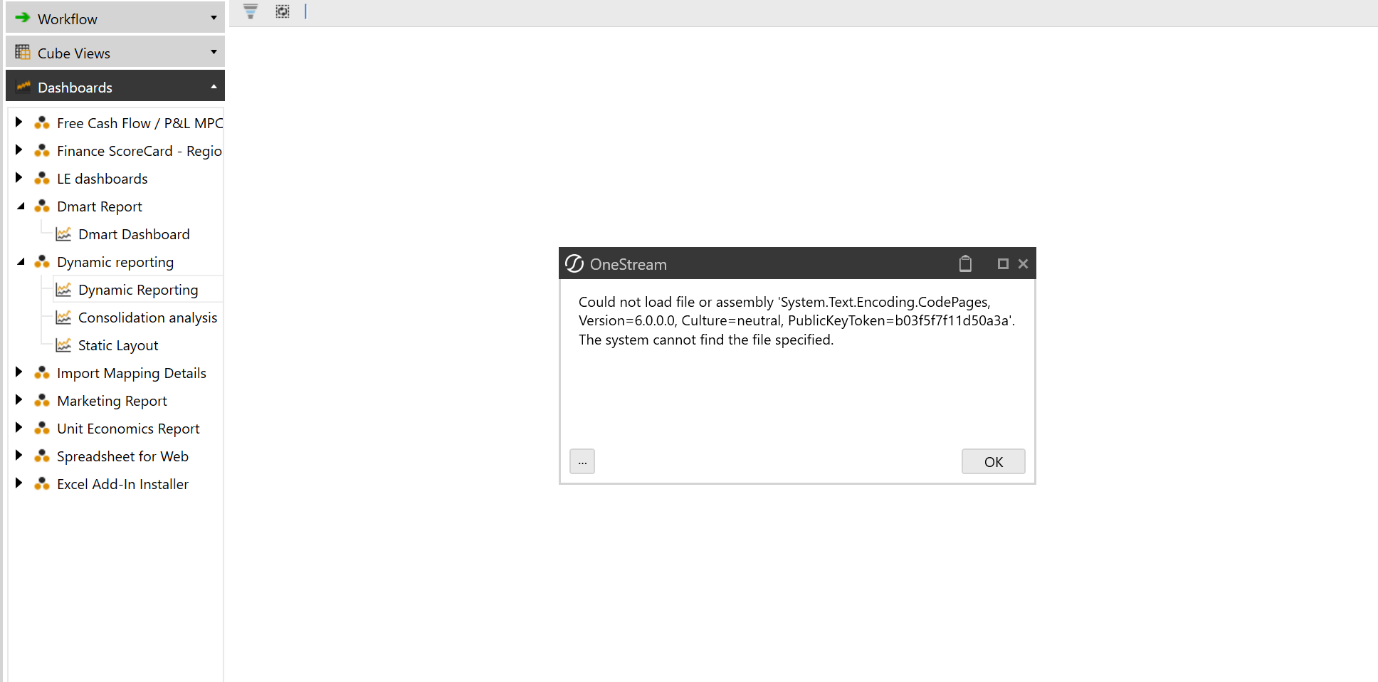 Workflow
Cube Views
Dashboards
Free Cash Flow / P&L MPC
Finance ScoreCard - Regio
LE dashboards
Dmart Report
Dmart Dashboard
Dynamic reporting
Dynamic Reporting
Consolidation analysis
Static Layout
Import Mapping Details
Marketing Report
Unit Economics Report
Spreadsheet for Web
Excel Add-In Installer
OneStream
Could not load file or assembly 'System.Text.Encoding.CodePages,
Version=6.0.0.0, Culture=neutral, PublicKeyToken=b03f5f7f11d50a3a'.
The system cannot find the file specified.
...
OK